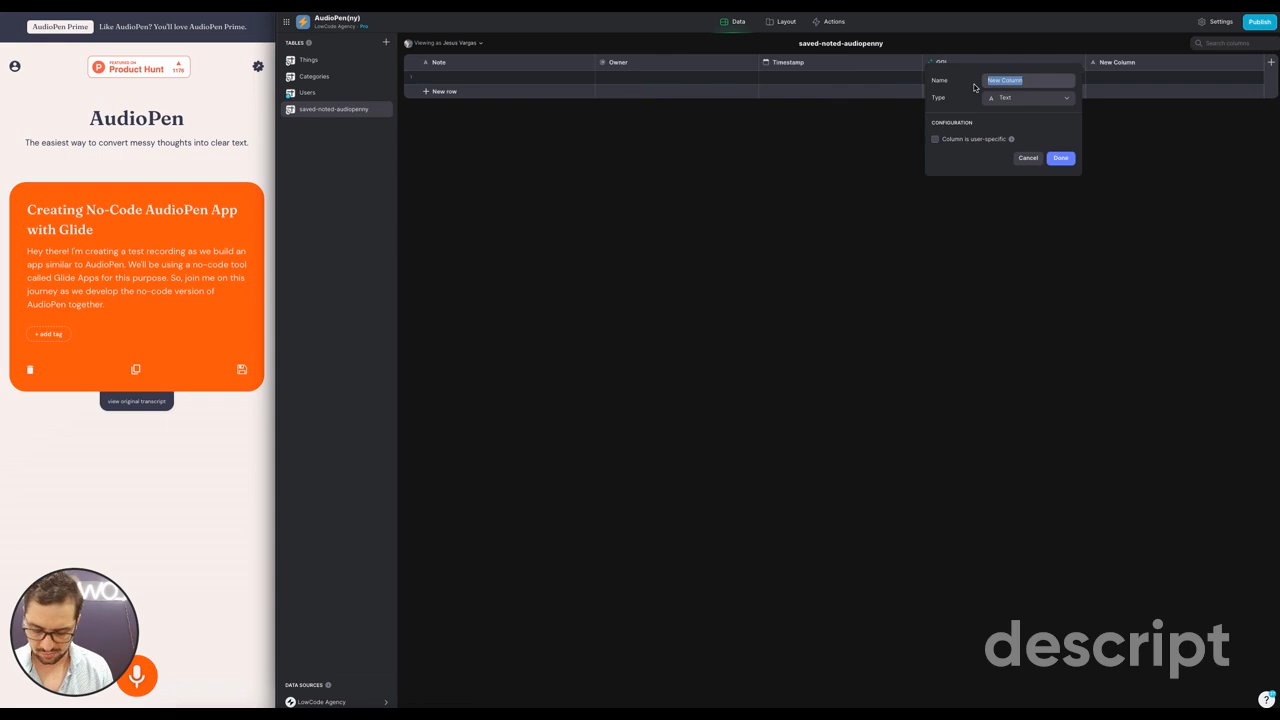 AudioPen Prime Like AudioPen? You'll love AudioPen Prime.
FEATURED ON
Product Hunt
1176
AudioPen
The easiest way to convert messy thoughts into clear text.
Creating No-Code AudioPen App
with Glide
Hey there! I'm creating a test recording as we build an
app similar to AudioPen. We'll be using a no-code tool
called Glide Apps for this purpose. So, join me on this
journey as we develop the no-code version of
AudioPen together.
+ add tag
view original transcript
AudioPen(ny)
LowCode Agency · Pro
Data
Layout
Actions
Settings
Publish
TABLES
Things
Categories
Users
saved-noted-audiopenny
DATA SOURCES
LowCode Agency
Viewing as Jesus Vergas
saved-noted-audiopenny
Search columns
Note
Owner
Timestamp
New Column
1
New row
Name
New Column
Type
Text
CONFIGURATION
Column is user-specific
Cancel
Done
descript